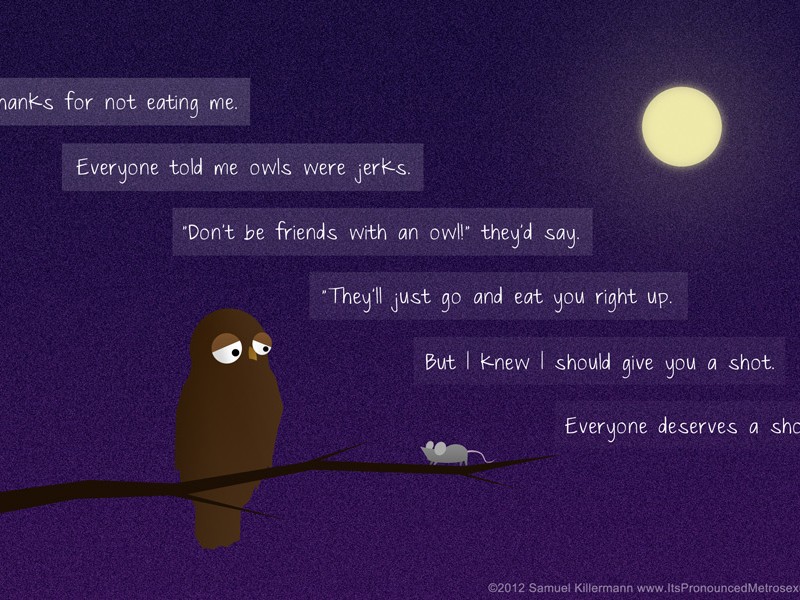 hanks for not eating me.
Everyone told me owls were jerks.
"Don't be friends with an owl!" they'd say.
"They'll just go and eat you right up.
But I knew I should give you a shot.
Everyone deserves a sho
©2012 Samuel Killermann www.ItsPronouncedMetrosex